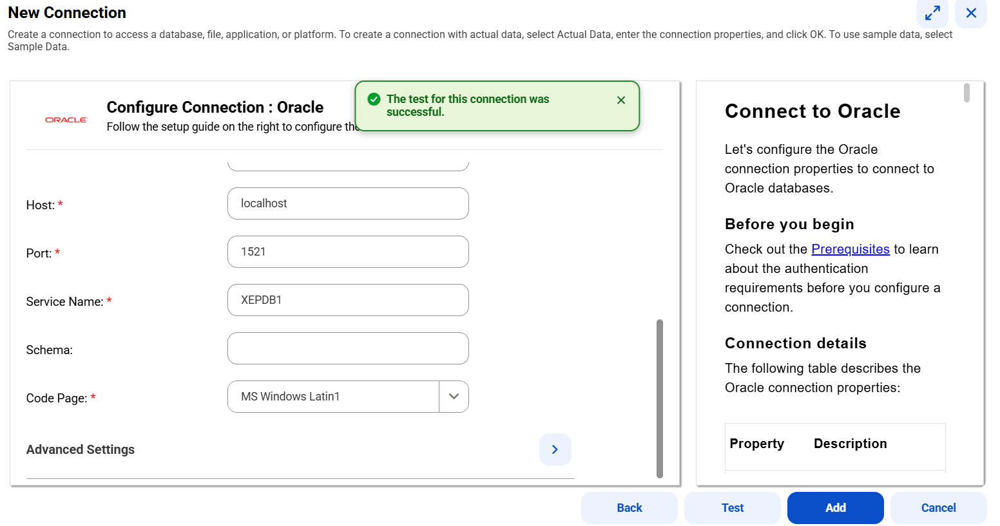 New Connection
Create a connection to access a database, file, application, or platform. To create a connection with actual data, select Actual Data, enter the connection properties, and click OK. To use sample data, select
Sample Data.
ORACLE
Configure Connection : Oracle
Follow the setup guide on the right to configure the
The test for this connection was
successful.
Host: *
localhost
Port: *
1521
Service Name: *
XEPDB1
Schema:
Code Page: *
MS Windows Latin1
Advanced Settings
Connect to Oracle
Let's configure the Oracle
connection properties to connect to
Oracle databases.
Before you begin
Check out the Prerequisites to learn
about the authentication
requirements before you configure a
connection.
Connection details
The following table describes the
Oracle connection properties:
Property Description
Back
Test
Add
Cancel